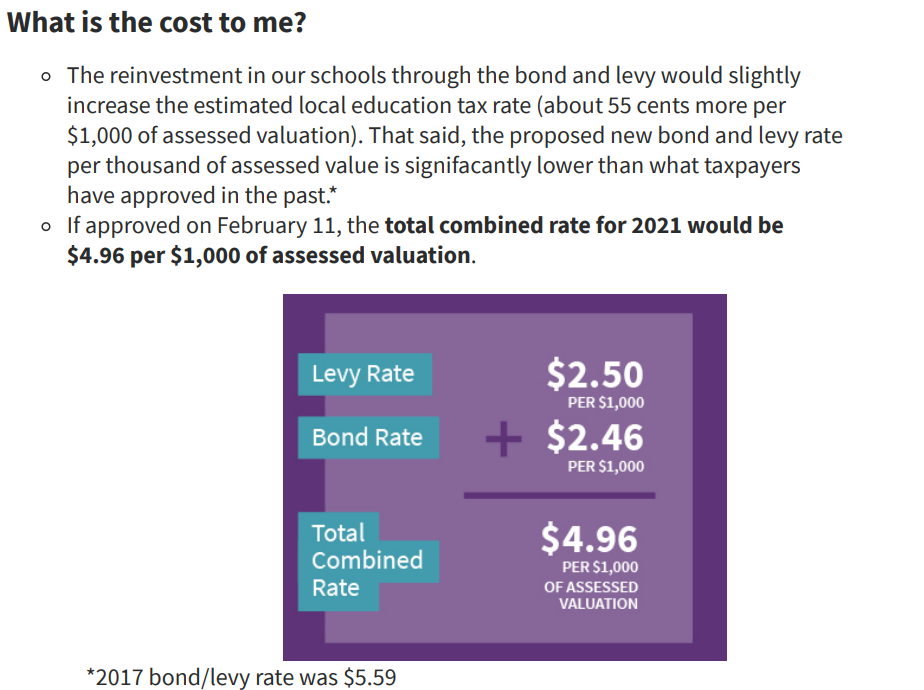 What is the cost to me?
The reinvestment in our schools through the bond and levy would slightly
increase the estimated local education tax rate (about 55 cents more per
$1,000 of assessed valuation). That said, the proposed new bond and levy rate
per thousand of assessed value is signifacantly lower than what taxpayers
have approved in the past.*
If approved on February 11, the total combined rate for 2021 would be
$4.96 per $1,000 of assessed valuation.
Levy Rate
$2.50
PER $1,000
Bond Rate
+ $2.46
PER $1,000
Total
Combined
Rate
$4.96
PER $1,000
OF ASSESSED
VALUATION
*2017 bond/levy rate was $5.59